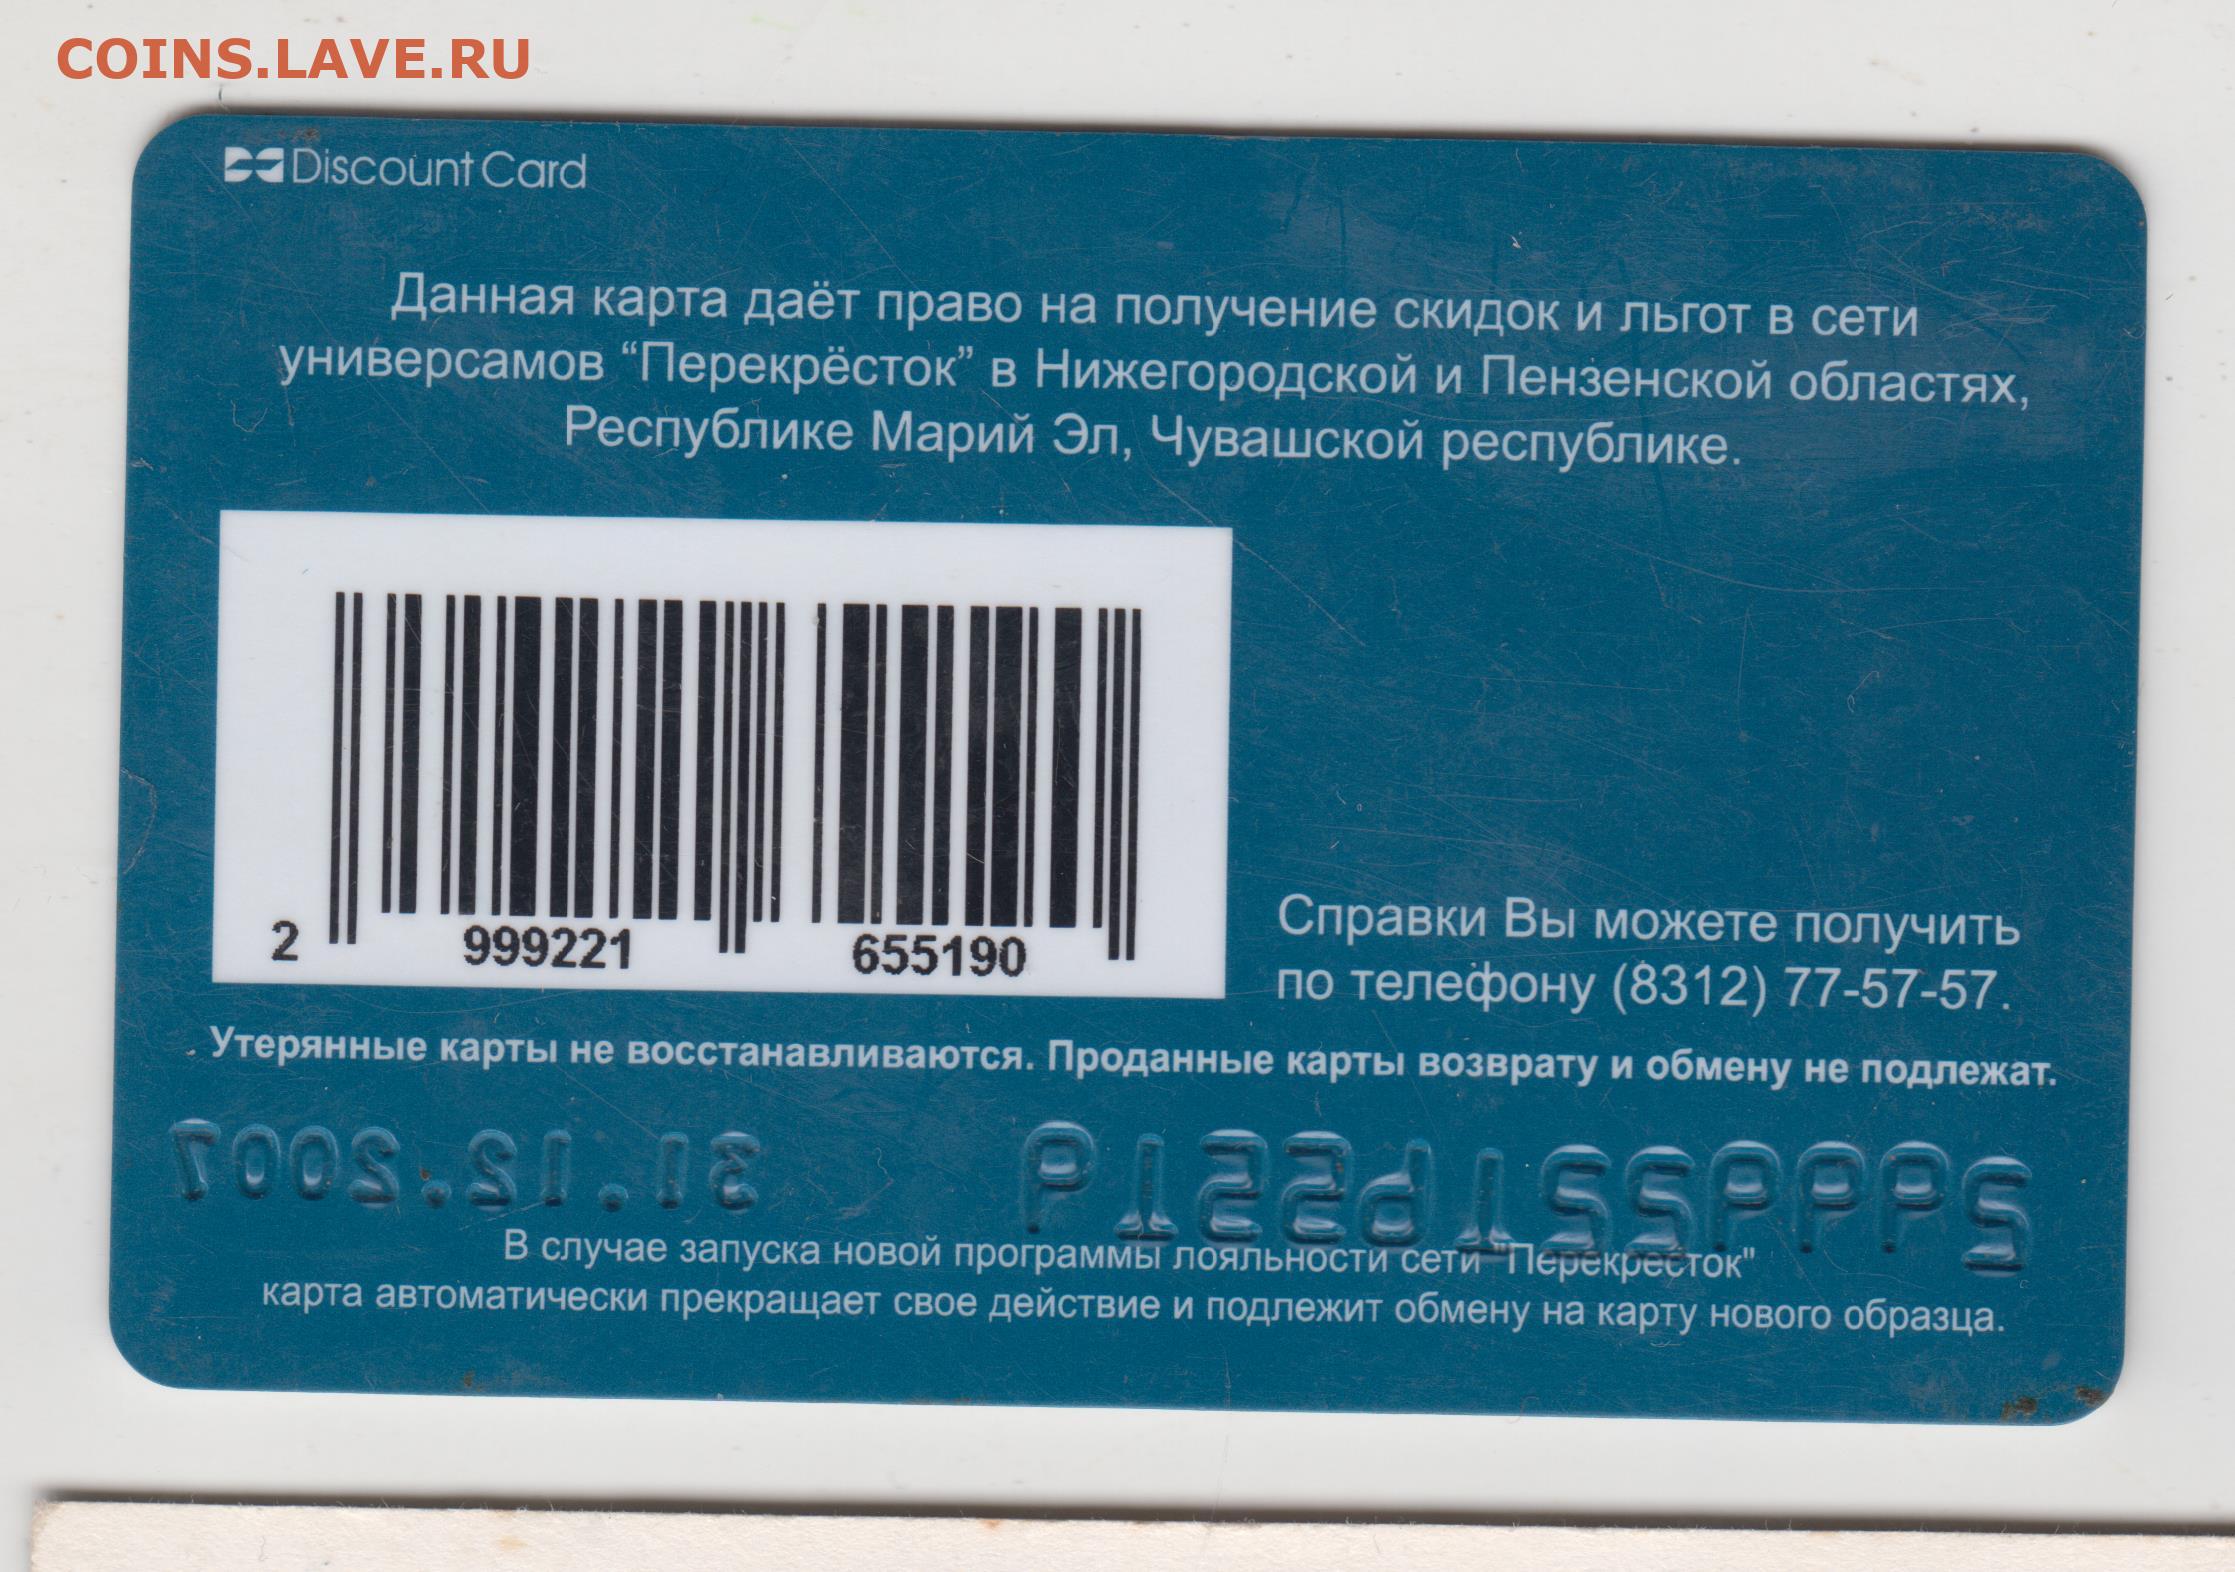 COINS.LAVE.RU
Discount Card
Данная карта даёт право на получение скидок и льгот в сети
универсамов “Перекрёсток” в Нижегородской и Пензенской областях,
Республике Марий Эл, Чувашской республике.
2 999221 655190
Справки Вы можете получить
по телефону (8312) 77-57-57.
Утерянные карты не восстанавливаются. Проданные карты возврату и обмену не подлежат.
299922165519 31.12.2007
В случае запуска новой программы лояльности сети "Перекресток"
карта автоматически прекращает свое действие и подлежит обмену на карту нового образца.